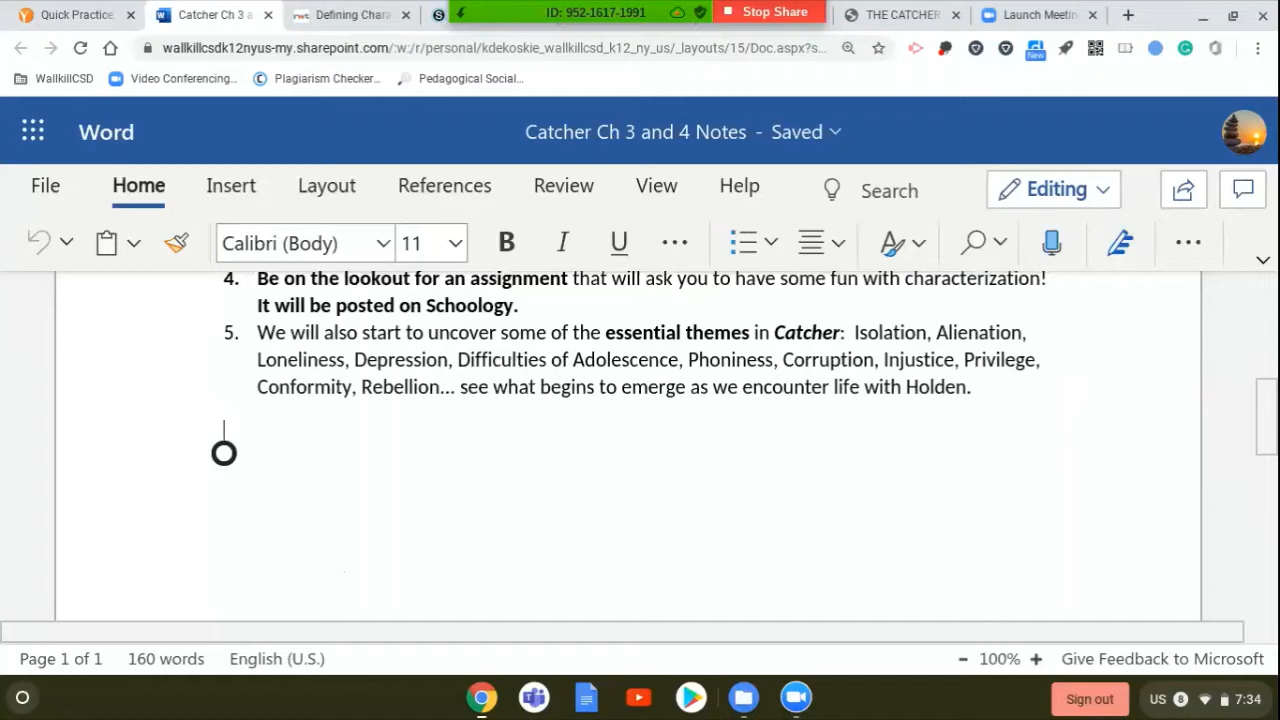 Quick Practice,
Catcher Ch 3 and 4
Defining Chara
ID: 952-1617-1991
Stop Share
THE CATCHER
Launch Meetin
wallkillcsdk12nyus-my.sharepoint.com/:w:/r/personal/kdekoskie_wallkillcsd_k12_ny_us/_layouts/15/Doc.aspx?s...
New
WallkillCSD
Video Conferencing...
Plagiarism Checker...
Pedagogical Social...
Word
Catcher Ch 3 and 4 Notes - Saved
File Home Insert Layout References Review View Help Search Editing
Calibri (Body) 11 B I U
4. Be on the lookout for an assignment that will ask you to have some fun with characterization!
It will be posted on Schoology.
5. We will also start to uncover some of the essential themes in Catcher: Isolation, Alienation,
Loneliness, Depression, Difficulties of Adolescence, Phoniness, Corruption, Injustice, Privilege,
Conformity, Rebellion... see what begins to emerge as we encounter life with Holden.
Page 1 of 1 160 words English (U.S.) - 100% + Give Feedback to Microsoft
Sign out US 8 7:34